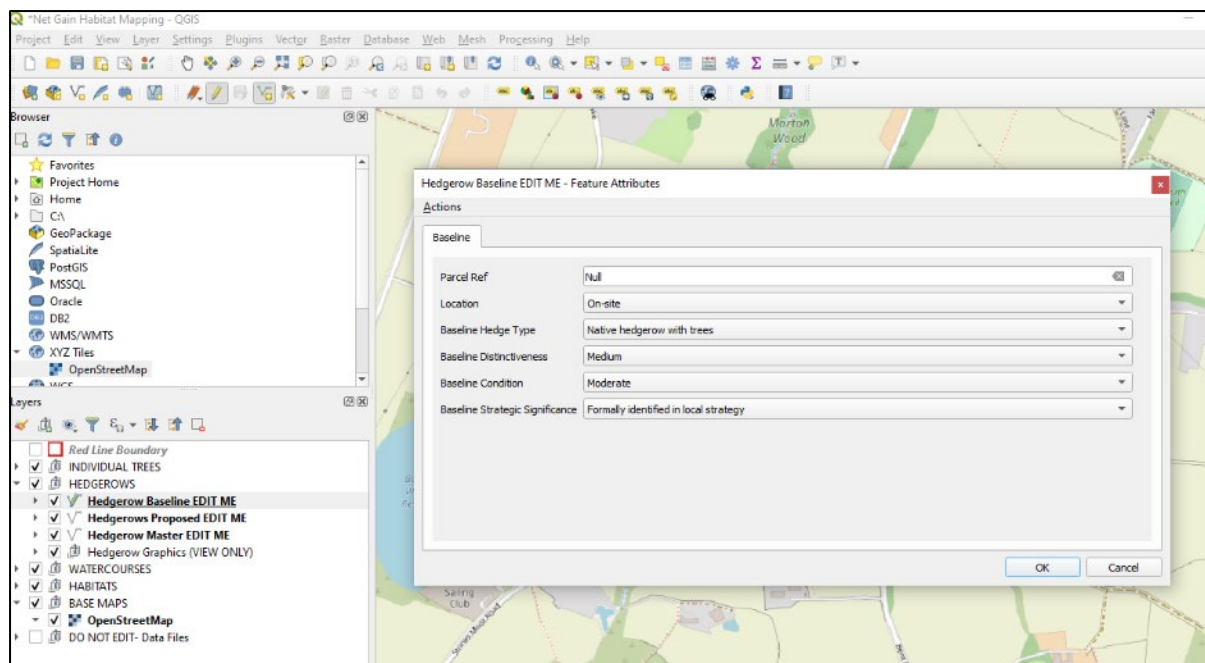 *Net Gain Habitat Mapping - QGIS
Project Edit View Layer Settings Plugins Vector Raster Database Web Mesh Processing Help
Browser
Favorites
Project Home
Home
C:\
GeoPackage
SpatiaLite
PostGIS
MSSQL
Oracle
DB2
WMS/WMTS
XYZ Tiles
OpenStreetMap
WCS
Layers
Red Line Boundary
INDIVIDUAL TREES
HEDGEROWS
Hedgerow Baseline EDIT ME
Hedgerows Proposed EDIT ME
Hedgerow Master EDIT ME
Hedgerow Graphics (VIEW ONLY)
WATERCOURSES
HABITATS
BASE MAPS
OpenStreetMap
DO NOT EDIT- Data Files
Morton
Wood
Hedgerow Baseline EDIT ME - Feature Attributes
Actions
Baseline
Parcel Ref Null
Location On-site
Baseline Hedge Type Native hedgerow with trees
Baseline Distinctiveness Medium
Baseline Condition Moderate
Baseline Strategic Significance Formally identified in local strategy
OK Cancel
Sailing
Club